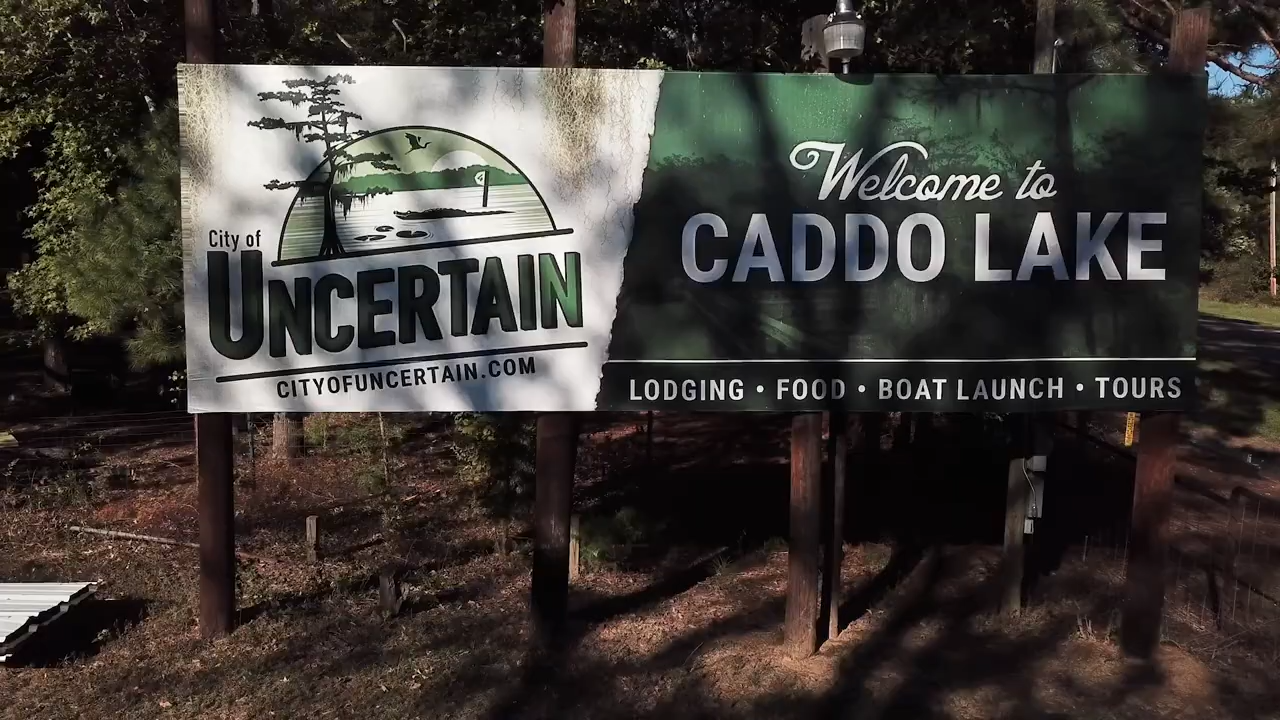 City of
UNCERTAIN
CITYOFUNCERTAIN.COM
Welcome to
CADDO LAKE
LODGING • FOOD • BOAT LAUNCH • TOURS